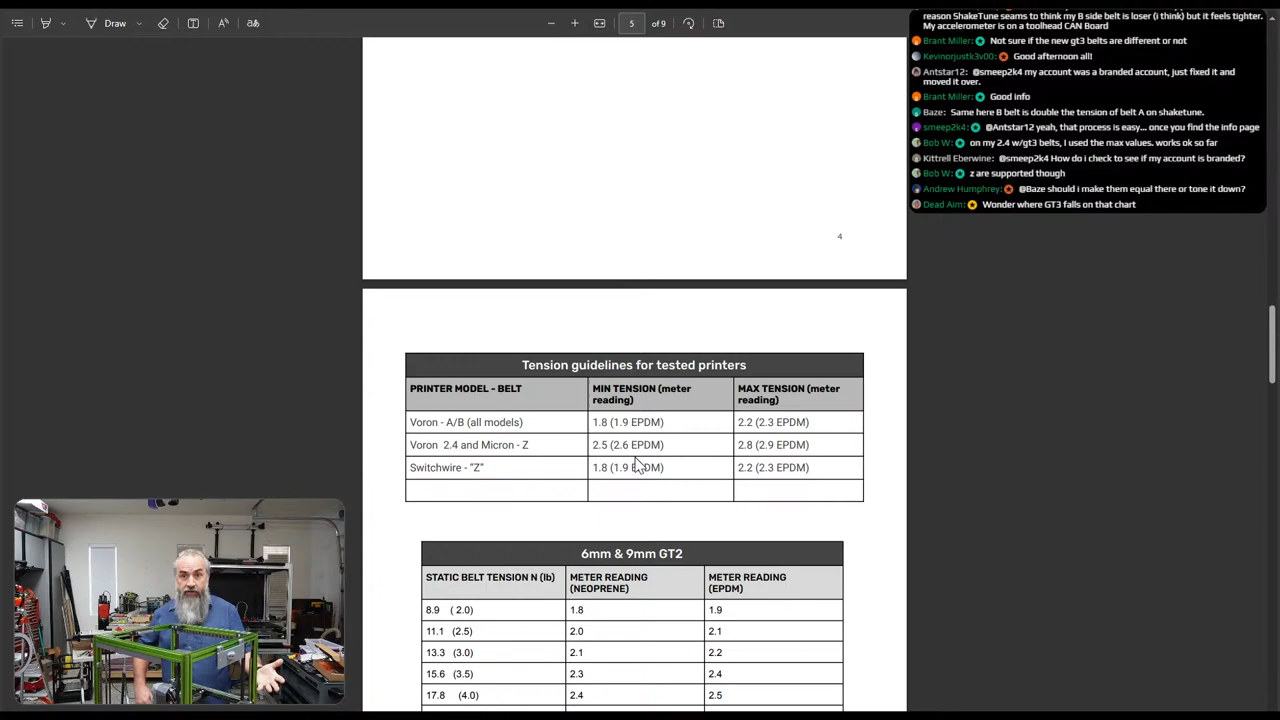 Draw
5
of 9
reason ShakeTune seams to think my B side belt is loser (i think) but it feels tighter.
My accelerometer is on a toolhead CAN Board
Brant Miller: Not sure if the new gt3 belts are different or not
Kevinorjustk3v00: Good afternoon all!
Antstar12: @smeep2k4 my account was a branded account, just fixed it and
moved it over.
Brant Miller: Good info
Baze: Same here B belt is double the tension of belt A on shaketune.
smeep2k4: @Antstar12 yeah, that process is easy... once you find the info page
Bob W: on my 2.4 w/gt3 belts, I used the max values. works ok so far
Kittrell Eberwine: @smeep2k4 How do i check to see if my account is branded?
Bob W: z are supported though
Andrew Humphrey: @Baze should i make them equal there or tone it down?
Dead Aim: Wonder where GT3 falls on that chart
4
Tension guidelines for tested printers
PRINTER MODEL - BELT MIN TENSION (meter reading) MAX TENSION (meter reading)
Voron - A/B (all models) 1.8 (1.9 EPDM) 2.2 (2.3 EPDM)
Voron 2.4 and Micron - Z 2.5 (2.6 EPDM) 2.8 (2.9 EPDM)
Switchwire - “Z” 1.8 (1.9 EPDM) 2.2 (2.3 EPDM)
6mm & 9mm GT2
STATIC BELT TENSION N (lb) METER READING (NEOPRENE) METER READING (EPDM)
8.9 ( 2.0) 1.8 1.9
11.1 (2.5) 2.0 2.1
13.3 (3.0) 2.1 2.2
15.6 (3.5) 2.3 2.4
17.8 (4.0) 2.4 2.5